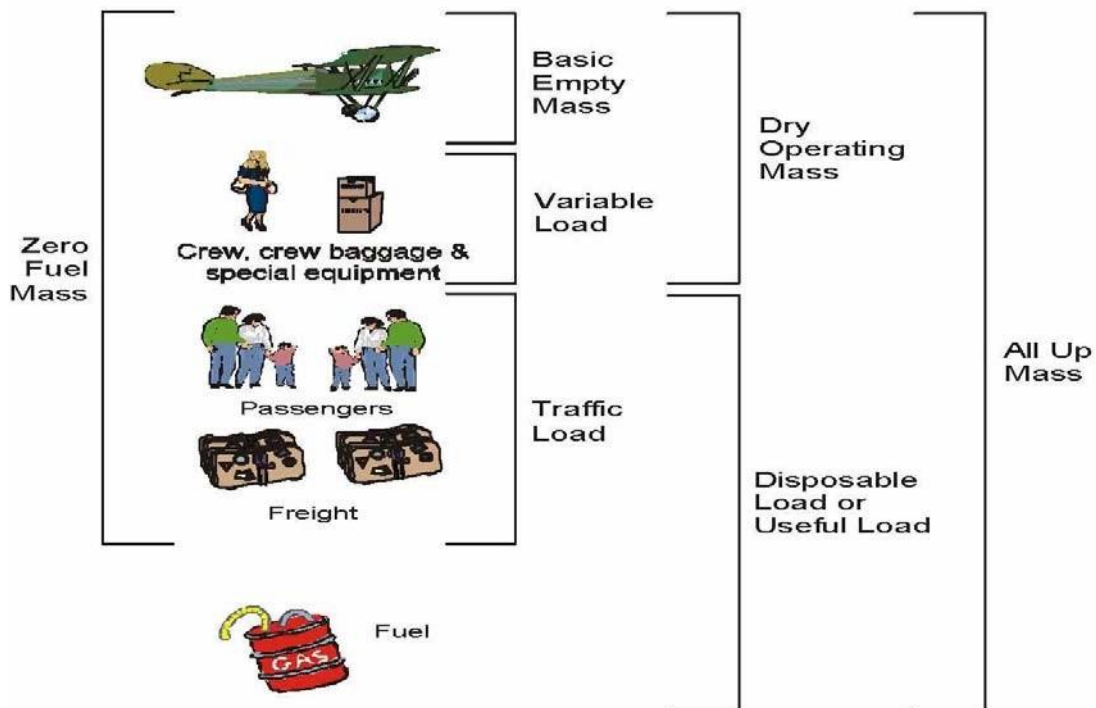 Basic
Empty
Mass
Dry
Operating
Mass
Variable
Load
Crew, crew baggage &
special equipment
Zero
Fuel
Mass
All Up
Mass
Passengers
Traffic
Load
Freight
Disposable
Load or
Useful Load
Fuel
GAS